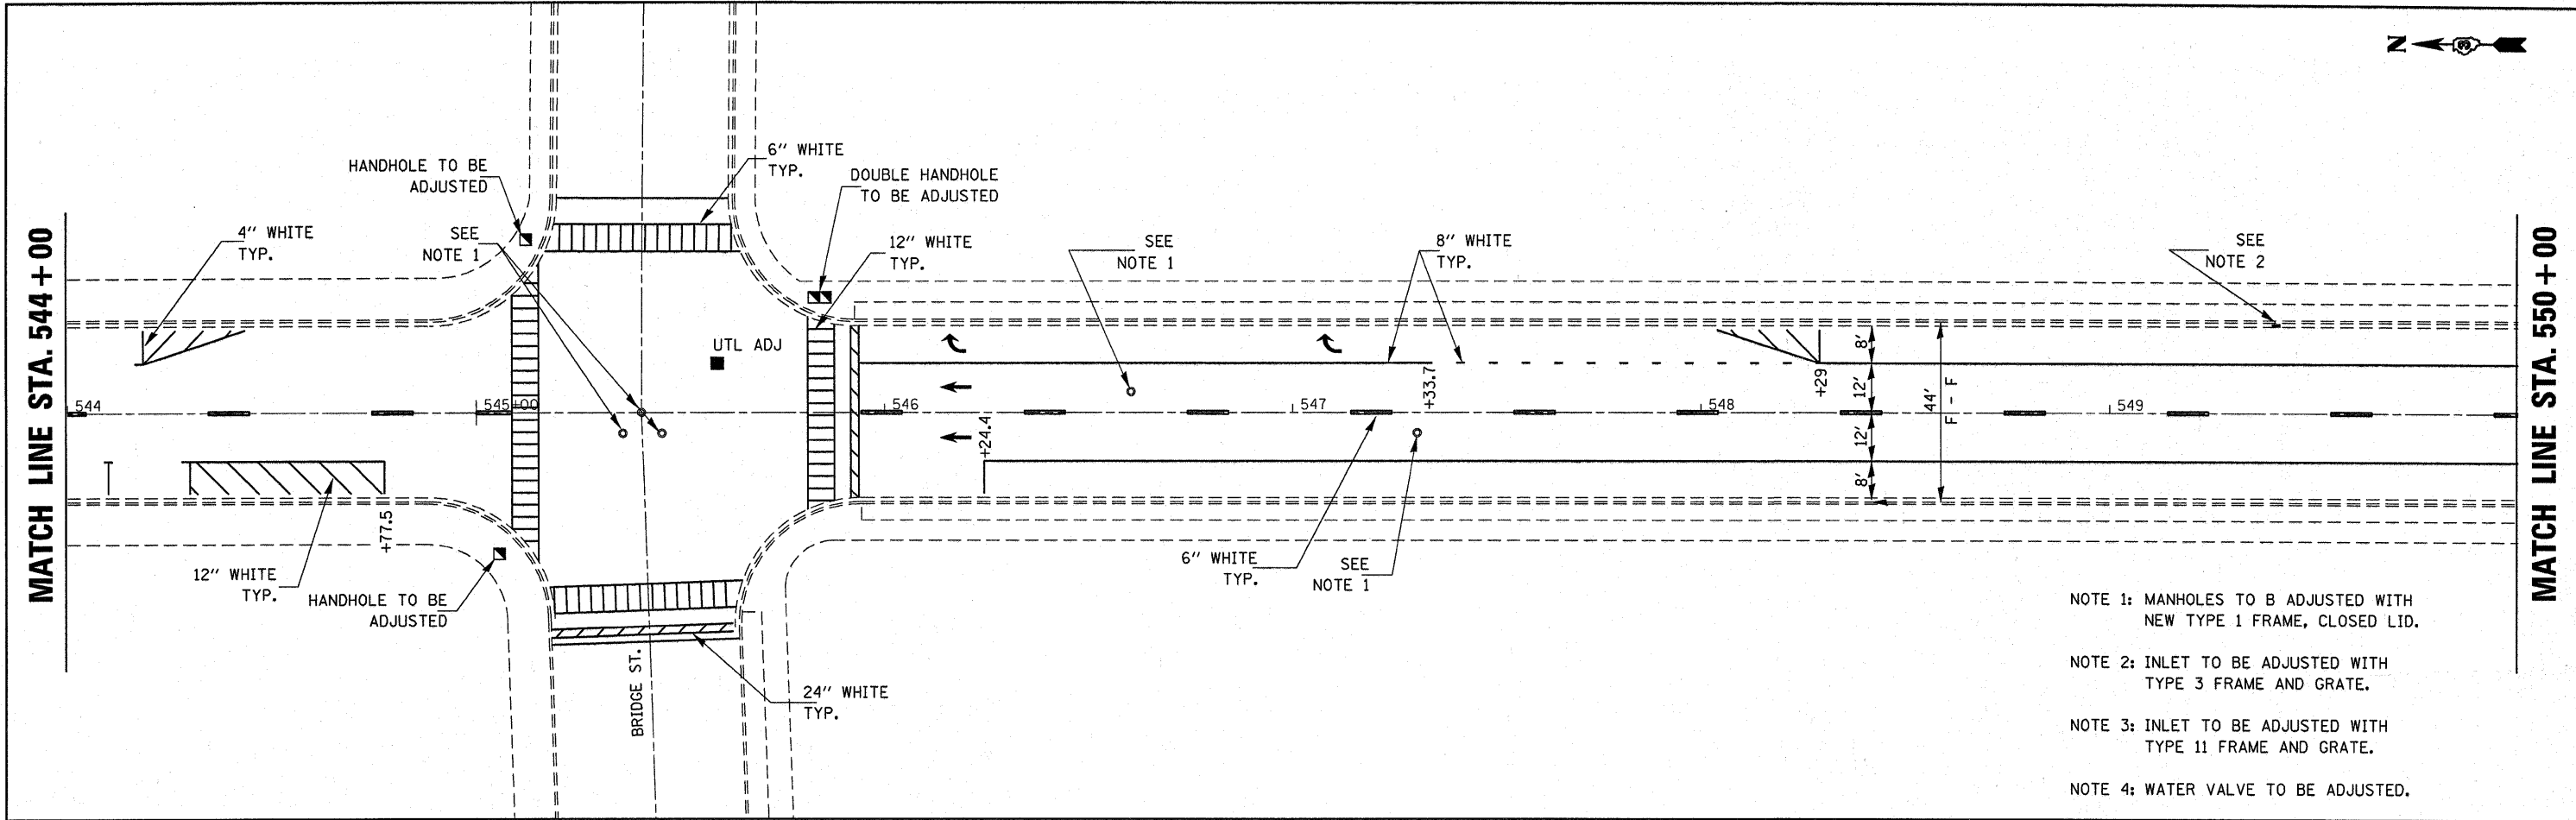 N
3
MATCH LINE STA. 544+00
MATCH LINE STA. 550+00
HANDHOLE TO BE
ADJUSTED
6" WHITE
TYP.
DOUBLE HANDHOLE
TO BE ADJUSTED
4" WHITE
TYP.
SEE
NOTE 1
12" WHITE
TYP.
SEE
NOTE 1
8" WHITE
TYP.
SEE
NOTE 2
UTL ADJ
8'
12'
12'
8'
44'
F - F
+29
+33.7
+24.4
+77.5
544
545+00
546
547
548
549
12" WHITE
TYP.
HANDHOLE TO BE
ADJUSTED
6" WHITE
TYP.
SEE
NOTE 1
BRIDGE ST.
24" WHITE
TYP.
NOTE 1: MANHOLES TO B ADJUSTED WITH
NEW TYPE 1 FRAME, CLOSED LID.
NOTE 2: INLET TO BE ADJUSTED WITH
TYPE 3 FRAME AND GRATE.
NOTE 3: INLET TO BE ADJUSTED WITH
TYPE 11 FRAME AND GRATE.
NOTE 4: WATER VALVE TO BE ADJUSTED.